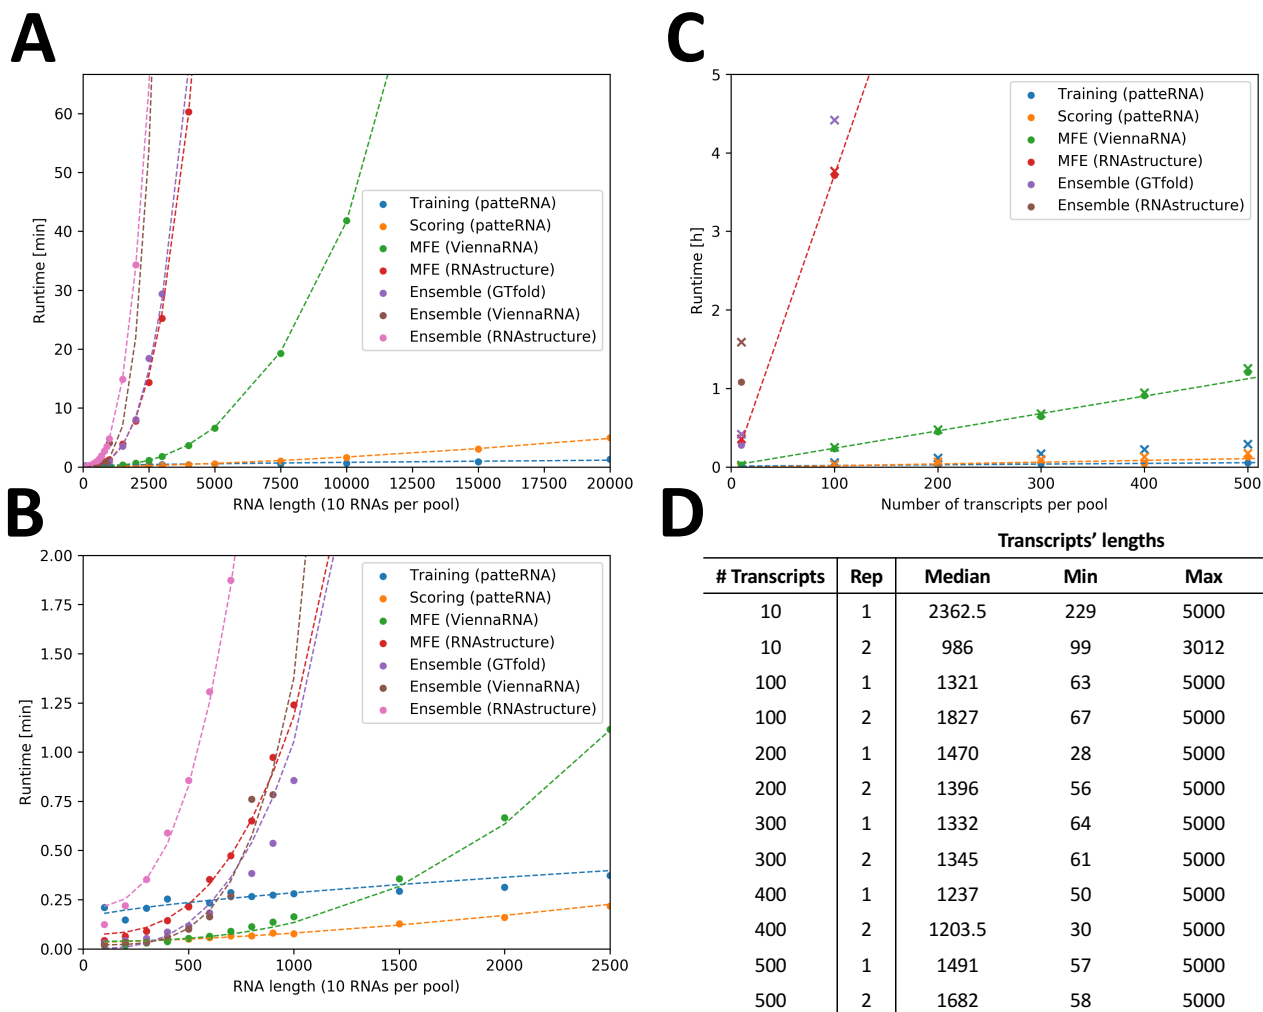 A
60
50
40
30
20
10
0
Runtime [min]
Training (patteRNA)
Scoring (patteRNA)
MFE (ViennaRNA)
MFE (RNAstructure)
Ensemble (GTfold)
Ensemble (ViennaRNA)
Ensemble (RNAstructure)
0 2500 5000 7500 10000 12500 15000 17500 20000
RNA length (10 RNAs per pool)
B
2.00
1.75
1.50
1.25
1.00
0.75
0.50
0.25
0.00
Runtime [min]
Training (patteRNA)
Scoring (patteRNA)
MFE (ViennaRNA)
MFE (RNAstructure)
Ensemble (GTfold)
Ensemble (ViennaRNA)
Ensemble (RNAstructure)
0 500 1000 1500 2000 2500
RNA length (10 RNAs per pool)
C
5
4
3
2
1
0
Runtime [h]
Training (patteRNA)
Scoring (patteRNA)
MFE (ViennaRNA)
MFE (RNAstructure)
Ensemble (GTfold)
Ensemble (RNAstructure)
0 100 200 300 400 500
Number of transcripts per pool
D
Transcripts’ lengths
# Transcripts Rep Median Min Max
10 1 2362.5 229 5000
10 2 986 99 3012
100 1 1321 63 5000
100 2 1827 67 5000
200 1 1470 28 5000
200 2 1396 56 5000
300 1 1332 64 5000
300 2 1345 61 5000
400 1 1237 50 5000
400 2 1203.5 30 5000
500 1 1491 57 5000
500 2 1682 58 5000